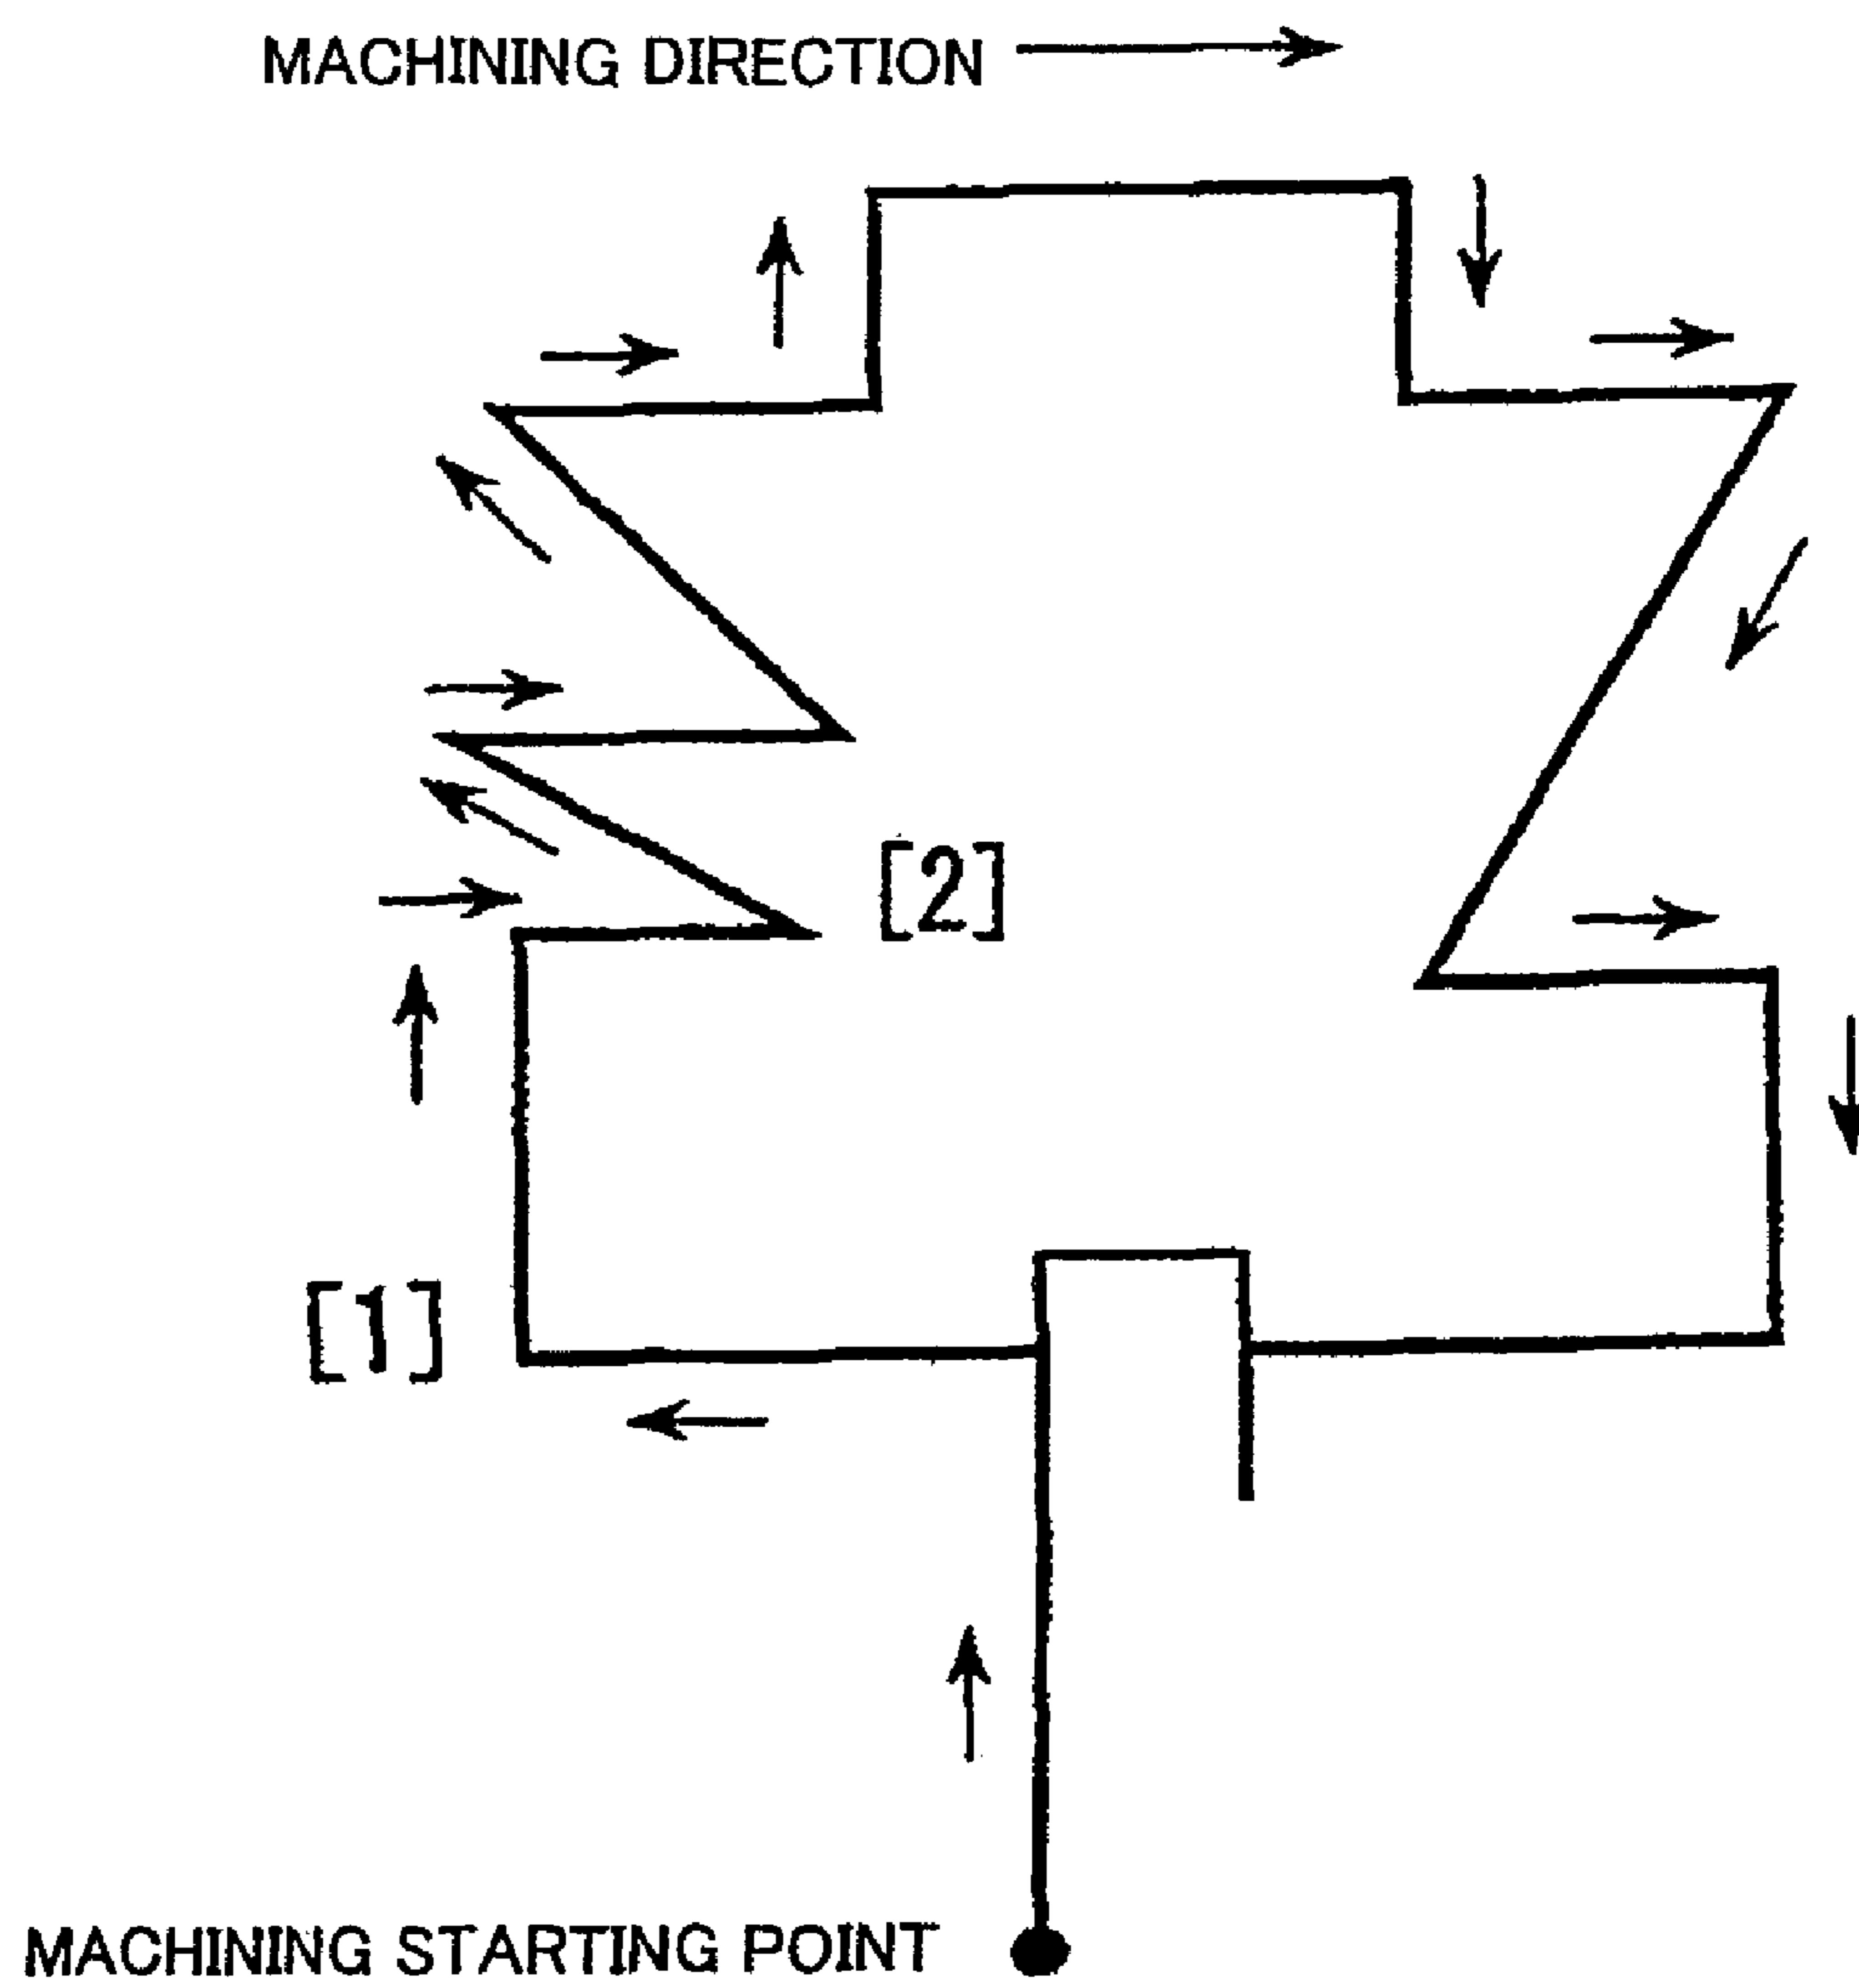 MACHINING DIRECTION
[2]
[1]
MACHINING STARTING POINT